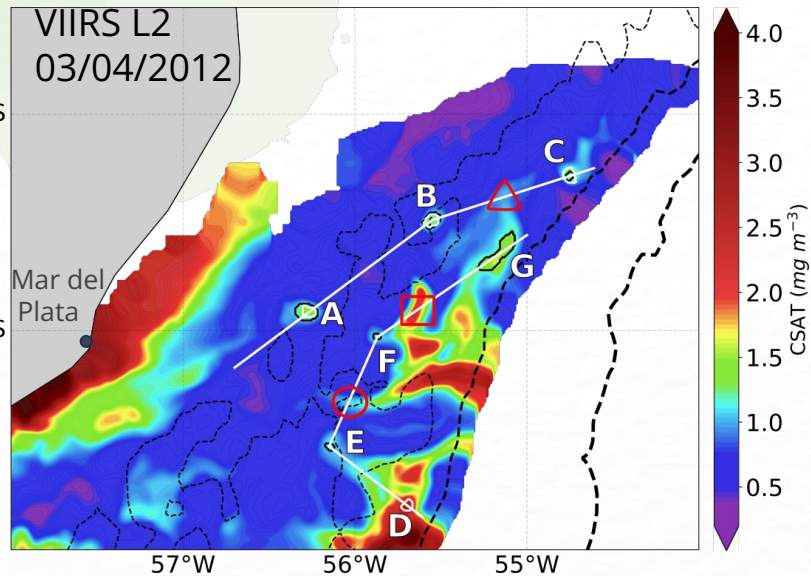 VIIRS L2
03/04/2012
C
B
Mar del
Plata
A
G
F
E
D
57°W
56°W
55°W
S
S
4.0
3.5
3.0
2.5
2.0
1.5
1.0
0.5
CSAT (mg m⁻³)